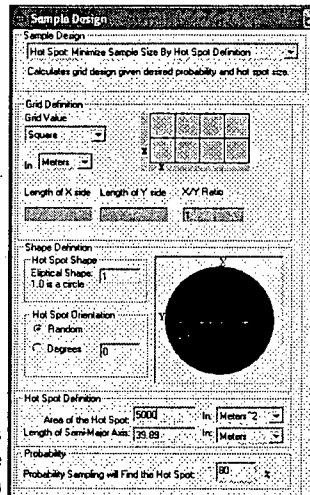 Sample Design
Sample Design
Hot Spot: Minimize Sample Size By Hot Spot Definition
Calculates grid design given desired probability and hot spot size.
Grid Definition
Grid Value
Square
In Meters
X
Length of X side Length of Y side X/Y Ratio
1
Shape Definition
Hot Spot Shape
Eliptical Shape: 1
1.0 is a circle
Hot Spot Orientation
Random
Degrees 0
X
Y
Hot Spot Definition
Area of the Hot Spot: 5000 In: Meters^2
Length of Semi-Major Axis: 39.89 In: Meters
Probability
Probability Sampling will Find the Hot Spot: 80 %